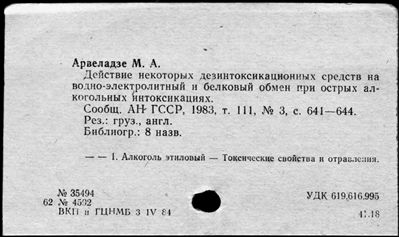 Арвеладзе М. А.
Действие некоторых дезинтоксикационных средств на
водно-электролитный и белковый обмен при острых ал-
когольных интоксикациях.
Сообщ. АН ГССР, 1983, т. 111, № 3, с. 641—644.
Рез.: груз., англ.
Библиогр.: 8 назв.
— — 1. Алкоголь этиловый — Токсические свойства и отравления.
№ 35494
62 № 4592
ВКП и ГЦНМБ 3 IV 84
УДК 619.616.995
41.18